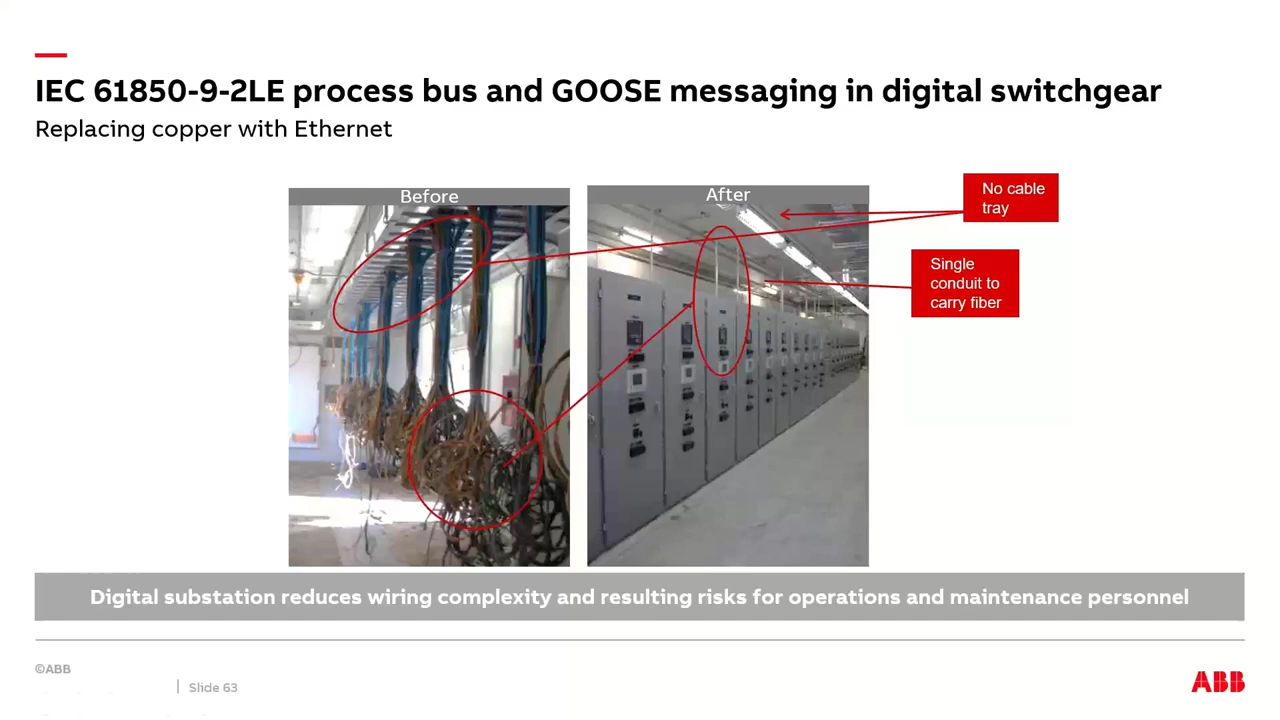 IEC 61850-9-2LE process bus and GOOSE messaging in digital switchgear
Replacing copper with Ethernet
Before
After
No cable
tray
Single
conduit to
carry fiber
Digital substation reduces wiring complexity and resulting risks for operations and maintenance personnel
©ABB
Slide 63
ABB